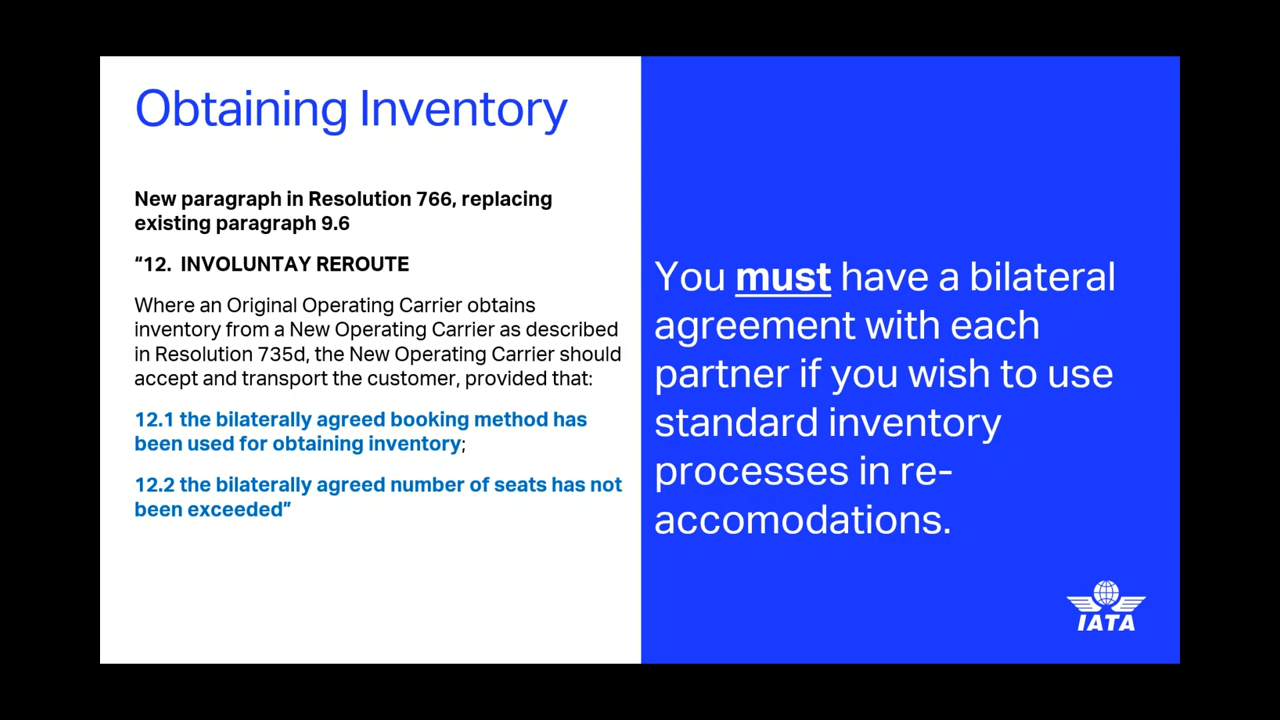 Obtaining Inventory
New paragraph in Resolution 766, replacing
existing paragraph 9.6
“12.  INVOLUNTAY REROUTE
Where an Original Operating Carrier obtains
inventory from a New Operating Carrier as described
in Resolution 735d, the New Operating Carrier should
accept and transport the customer, provided that:
12.1 the bilaterally agreed booking method has
been used for obtaining inventory;
12.2 the bilaterally agreed number of seats has not
been exceeded”
You must have a bilateral
agreement with each
partner if you wish to use
standard inventory
processes in re-
accomodations.
IATA